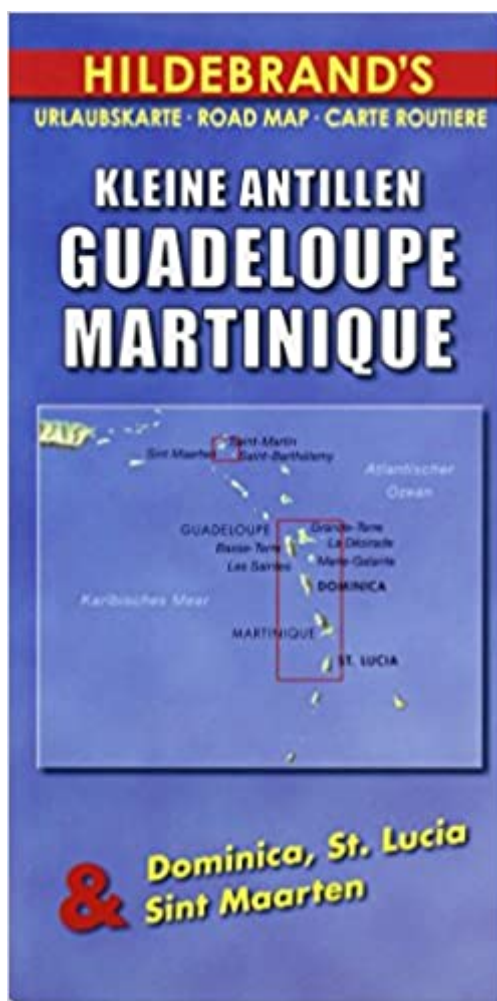 HILDEBRAND'S
URLAUBSKARTE · ROAD MAP · CARTE ROUTIERE
KLEINE ANTILLEN
GUADELOUPE
MARTINIQUE
Saint-Martin
Sint Maarten
Saint-Barthélemy
Atlantischer
Ozean
GUADELOUPE
Grande-Terre
Basse-Terre
La Désirade
Les Saintes
Marie-Galante
DOMINICA
Karibisches Meer
MARTINIQUE
ST. LUCIA
& Dominica, St. Lucia
Sint Maarten